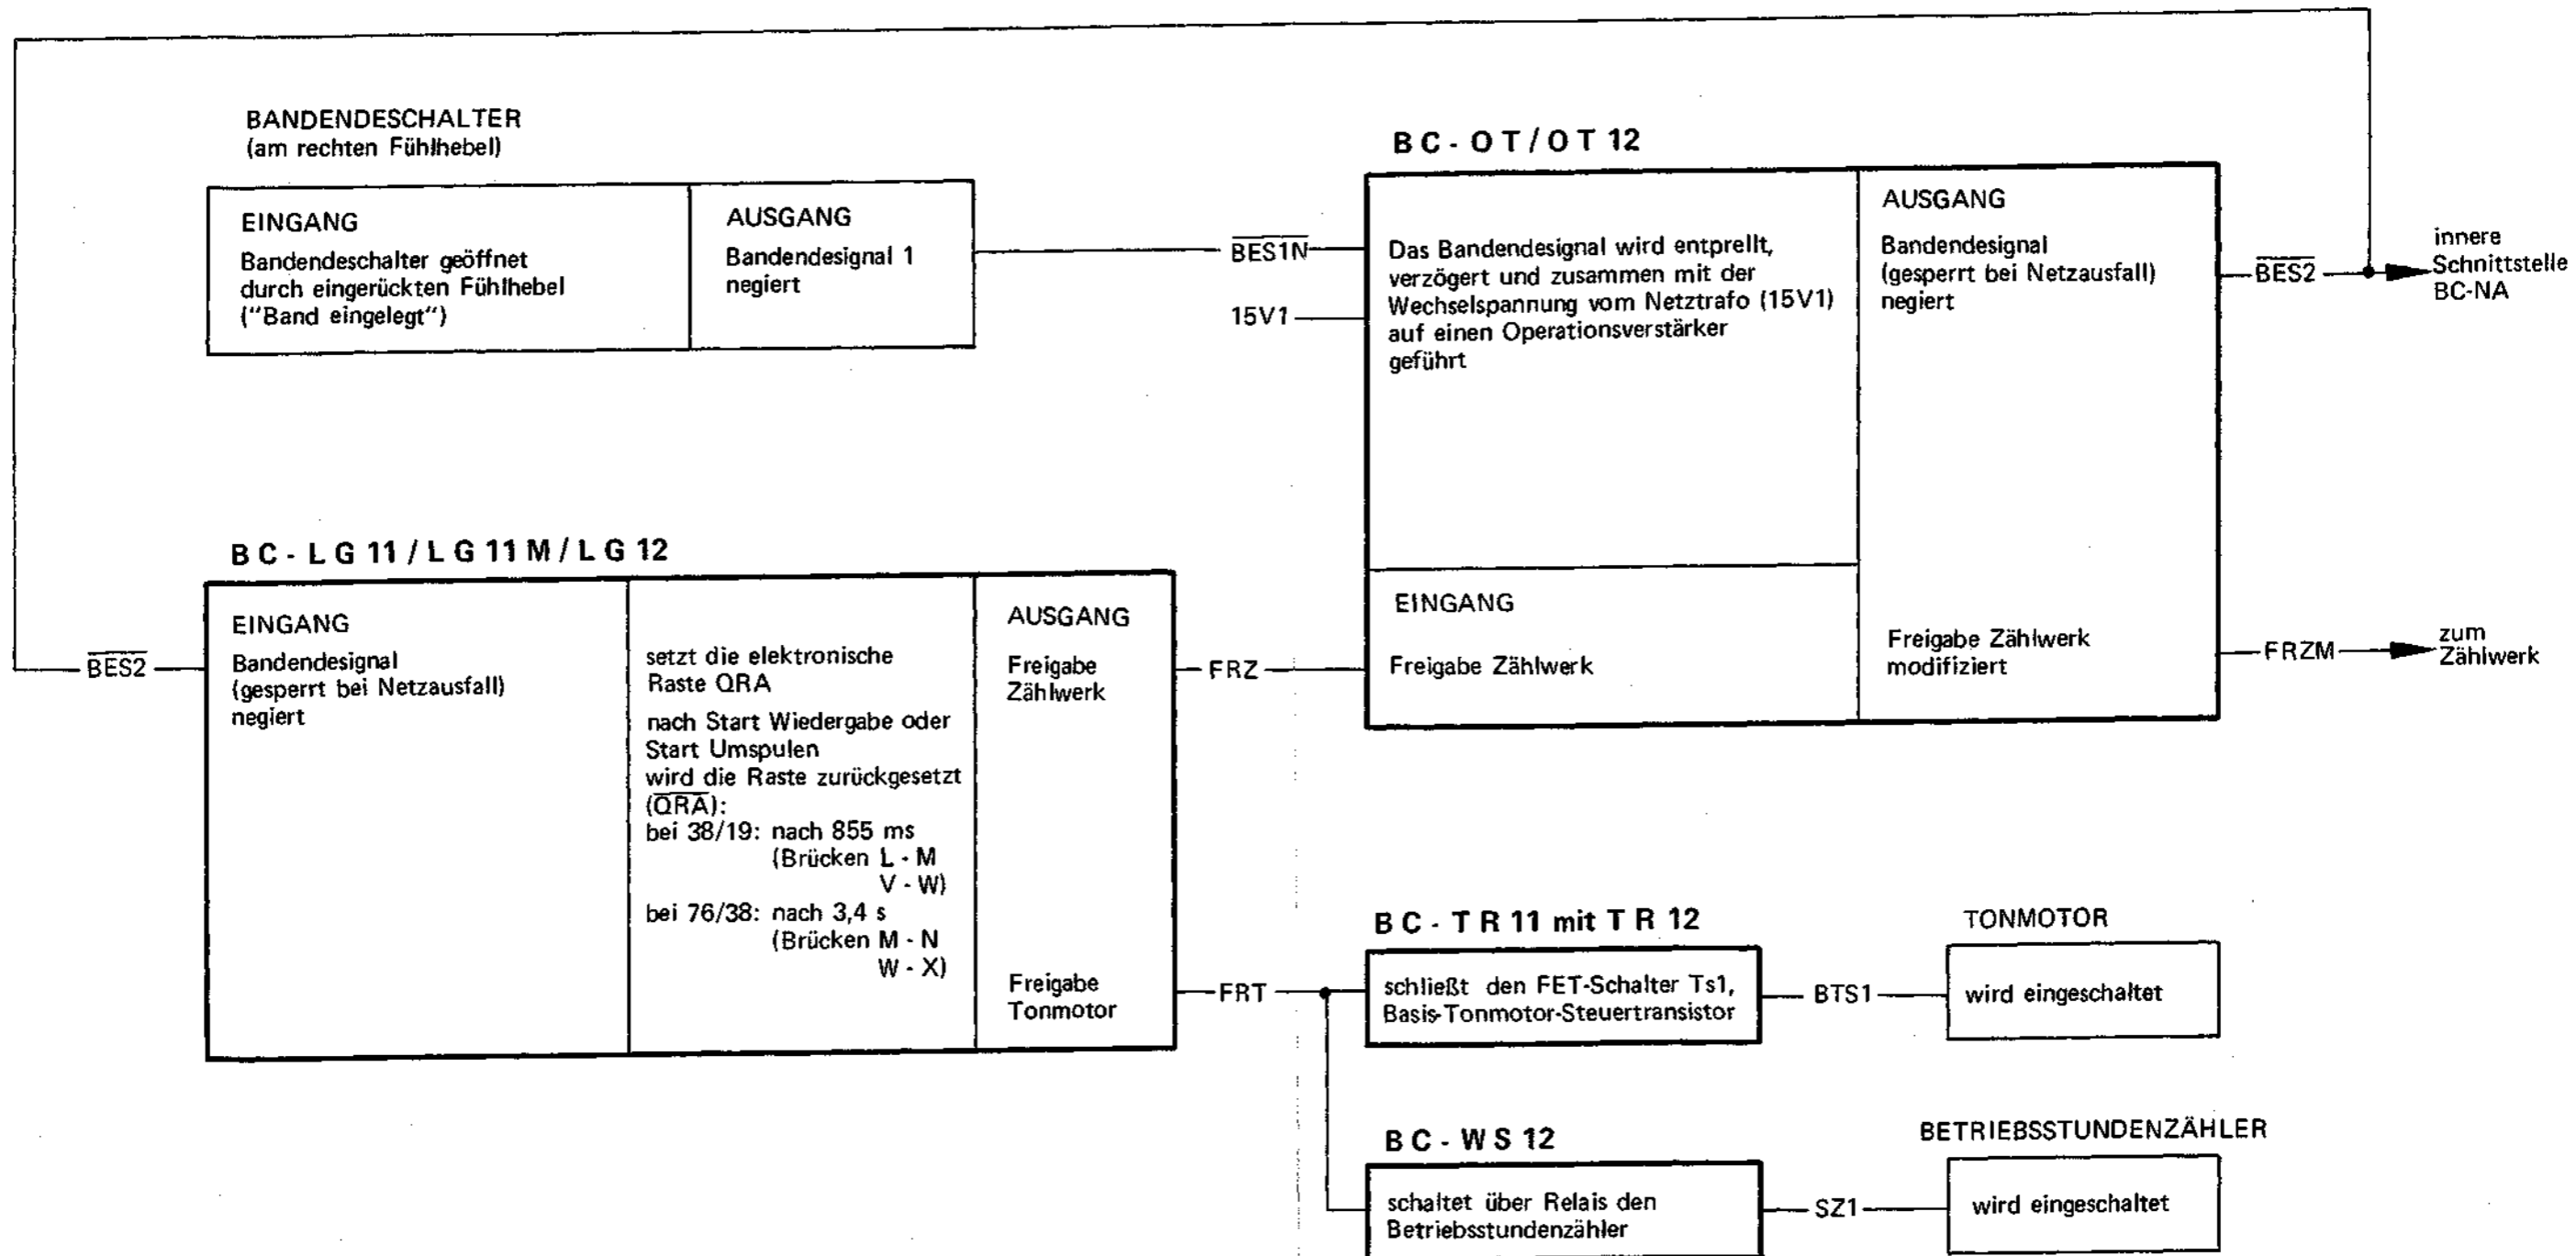 BANDENDESCHALTER
(am rechten Fühlhebel)
EINGANG
Bandendeschalter geöffnet
durch eingerückten Fühlhebel
("Band eingelegt")
AUSGANG
Bandendesignal 1
negiert
BES1N
15V1
BC-OT/OT 12
Das Bandendesignal wird entprellt,
verzögert und zusammen mit der
Wechselspannung vom Netztrafo (15V1)
auf einen Operationsverstärker
geführt
AUSGANG
Bandendesignal
(gesperrt bei Netzausfall)
negiert
BES2
innere
Schnittstelle
BC-NA
EINGANG
Freigabe Zählwerk
Freigabe Zählwerk
modifiziert
FRZM
zum
Zählwerk
BC-LG 11/LG 11 M/LG 12
BES2
EINGANG
Bandendesignal
(gesperrt bei Netzausfall)
negiert
setzt die elektronische
Raste QRA
nach Start Wiedergabe oder
Start Umspulen
wird die Raste zurückgesetzt
(Q̅R̅A̅):
bei 38/19: nach 855 ms
(Brücken L - M
V - W)
bei 76/38: nach 3,4 s
(Brücken M - N
W - X)
AUSGANG
Freigabe
Zählwerk
FRZ
Freigabe
Tonmotor
FRT
BC-TR 11 mit TR 12
schließt den FET-Schalter Ts1,
Basis-Tonmotor-Steuertransistor
BTS1
TONMOTOR
wird eingeschaltet
BC-WS 12
schaltet über Relais den
Betriebsstundenzähler
SZ1
BETRIEBSSTUNDENZÄHLER
wird eingeschaltet